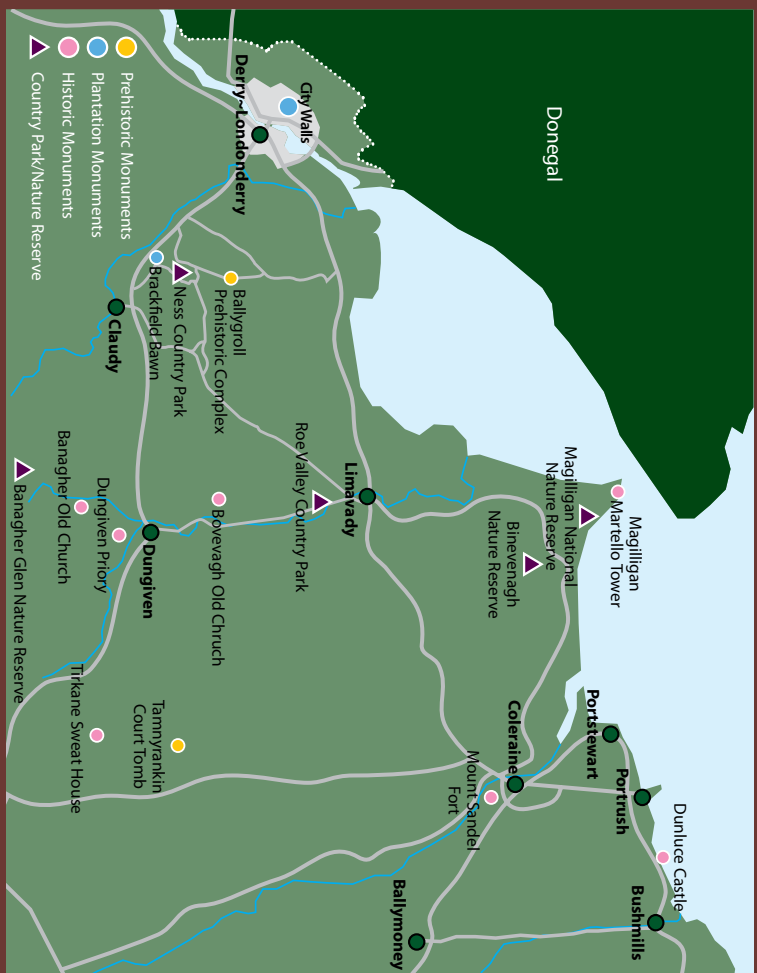 Donegal
City Walls
Derry~Londonderry
Prehistoric Monuments
Plantation Monuments
Historic Monuments
Country Park/Nature Reserve
Ballygroll
Prehistoric Complex
Ness Country Park
Brackfield Bawn
Claudy
Magilligan
Martello Tower
Magilligan National
Nature Reserve
Binevenagh
Nature Reserve
Limavady
Roe Valley Country Park
Bovevagh Old Chruch
Dungiven
Dungiven Priory
Banagher Old Church
Banagher Glen Nature Reserve
Portstewart
Portrush
Dunluce Castle
Bushmills
Coleraine
Mount Sandel
Fort
Ballymoney
Tamnyrankin
Court Tomb
Tirkane Sweat House